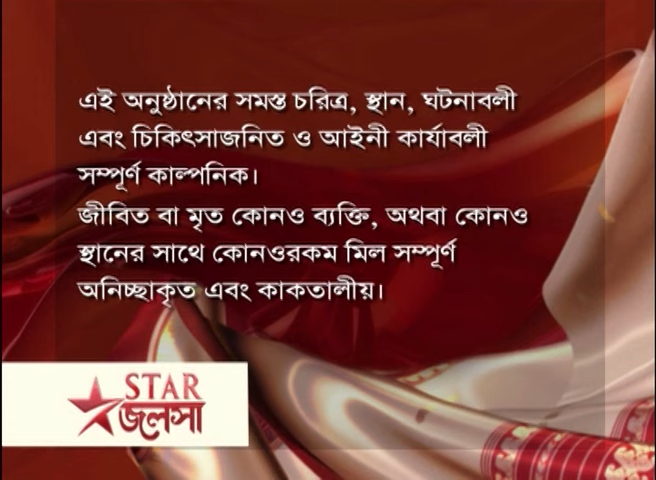 এই অনুষ্ঠানের সমস্ত চরিত্র, স্থান, ঘটনাবলী
এবং চিকিৎসাজনিত ও আইনী কার্যাবলী
সম্পূর্ণ কাল্পনিক।
জীবিত বা মৃত কোনও ব্যক্তি, অথবা কোনও
স্থানের সাথে কোনওরকম মিল সম্পূর্ণ
অনিচ্ছাকৃত এবং কাকতালীয়।
STAR
জলসা